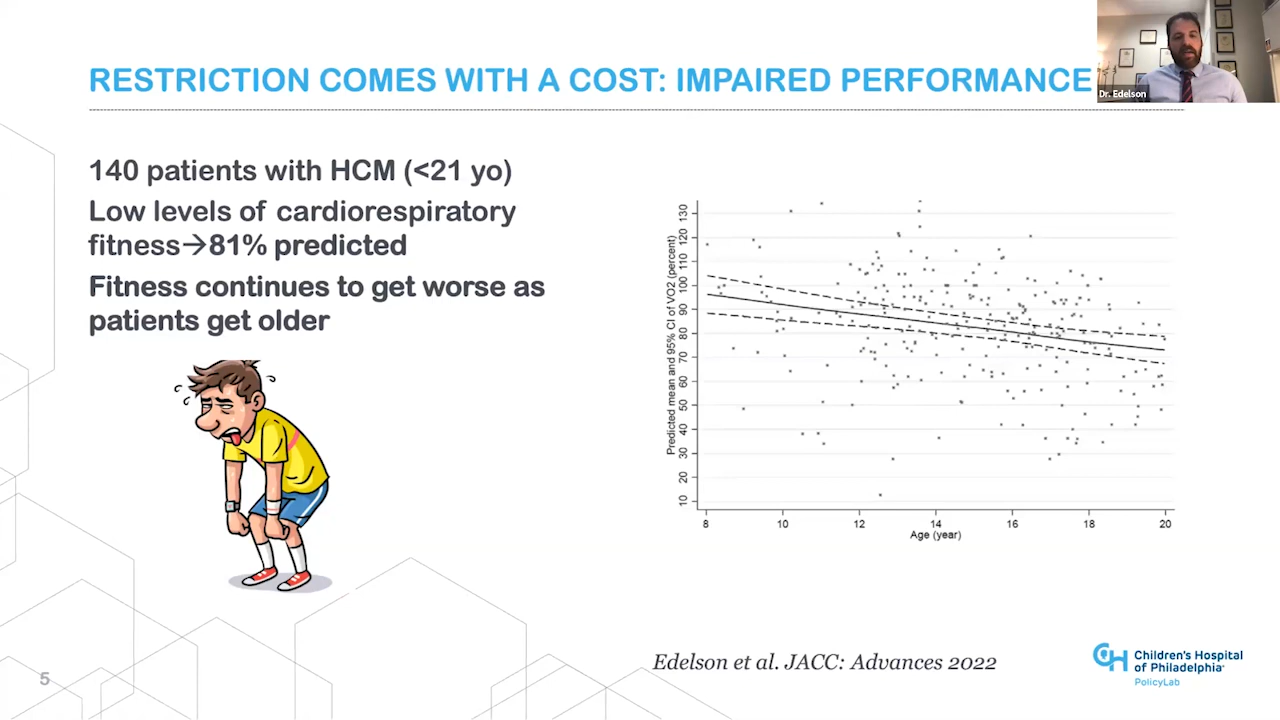 RESTRICTION COMES WITH A COST: IMPAIRED PERFORMANCE
Dr. Edelson
140 patients with HCM (<21 yo)
Low levels of cardiorespiratory
fitness→81% predicted
Fitness continues to get worse as
patients get older
Predicted mean and 95% CI of VO2 (percent)
130
120
110
100
90
80
70
60
50
40
30
20
10
8 10 12 14 16 18 20
Age (year)
Edelson et al. JACC: Advances 2022
CH Children's Hospital
of Philadelphia
PolicyLab
5